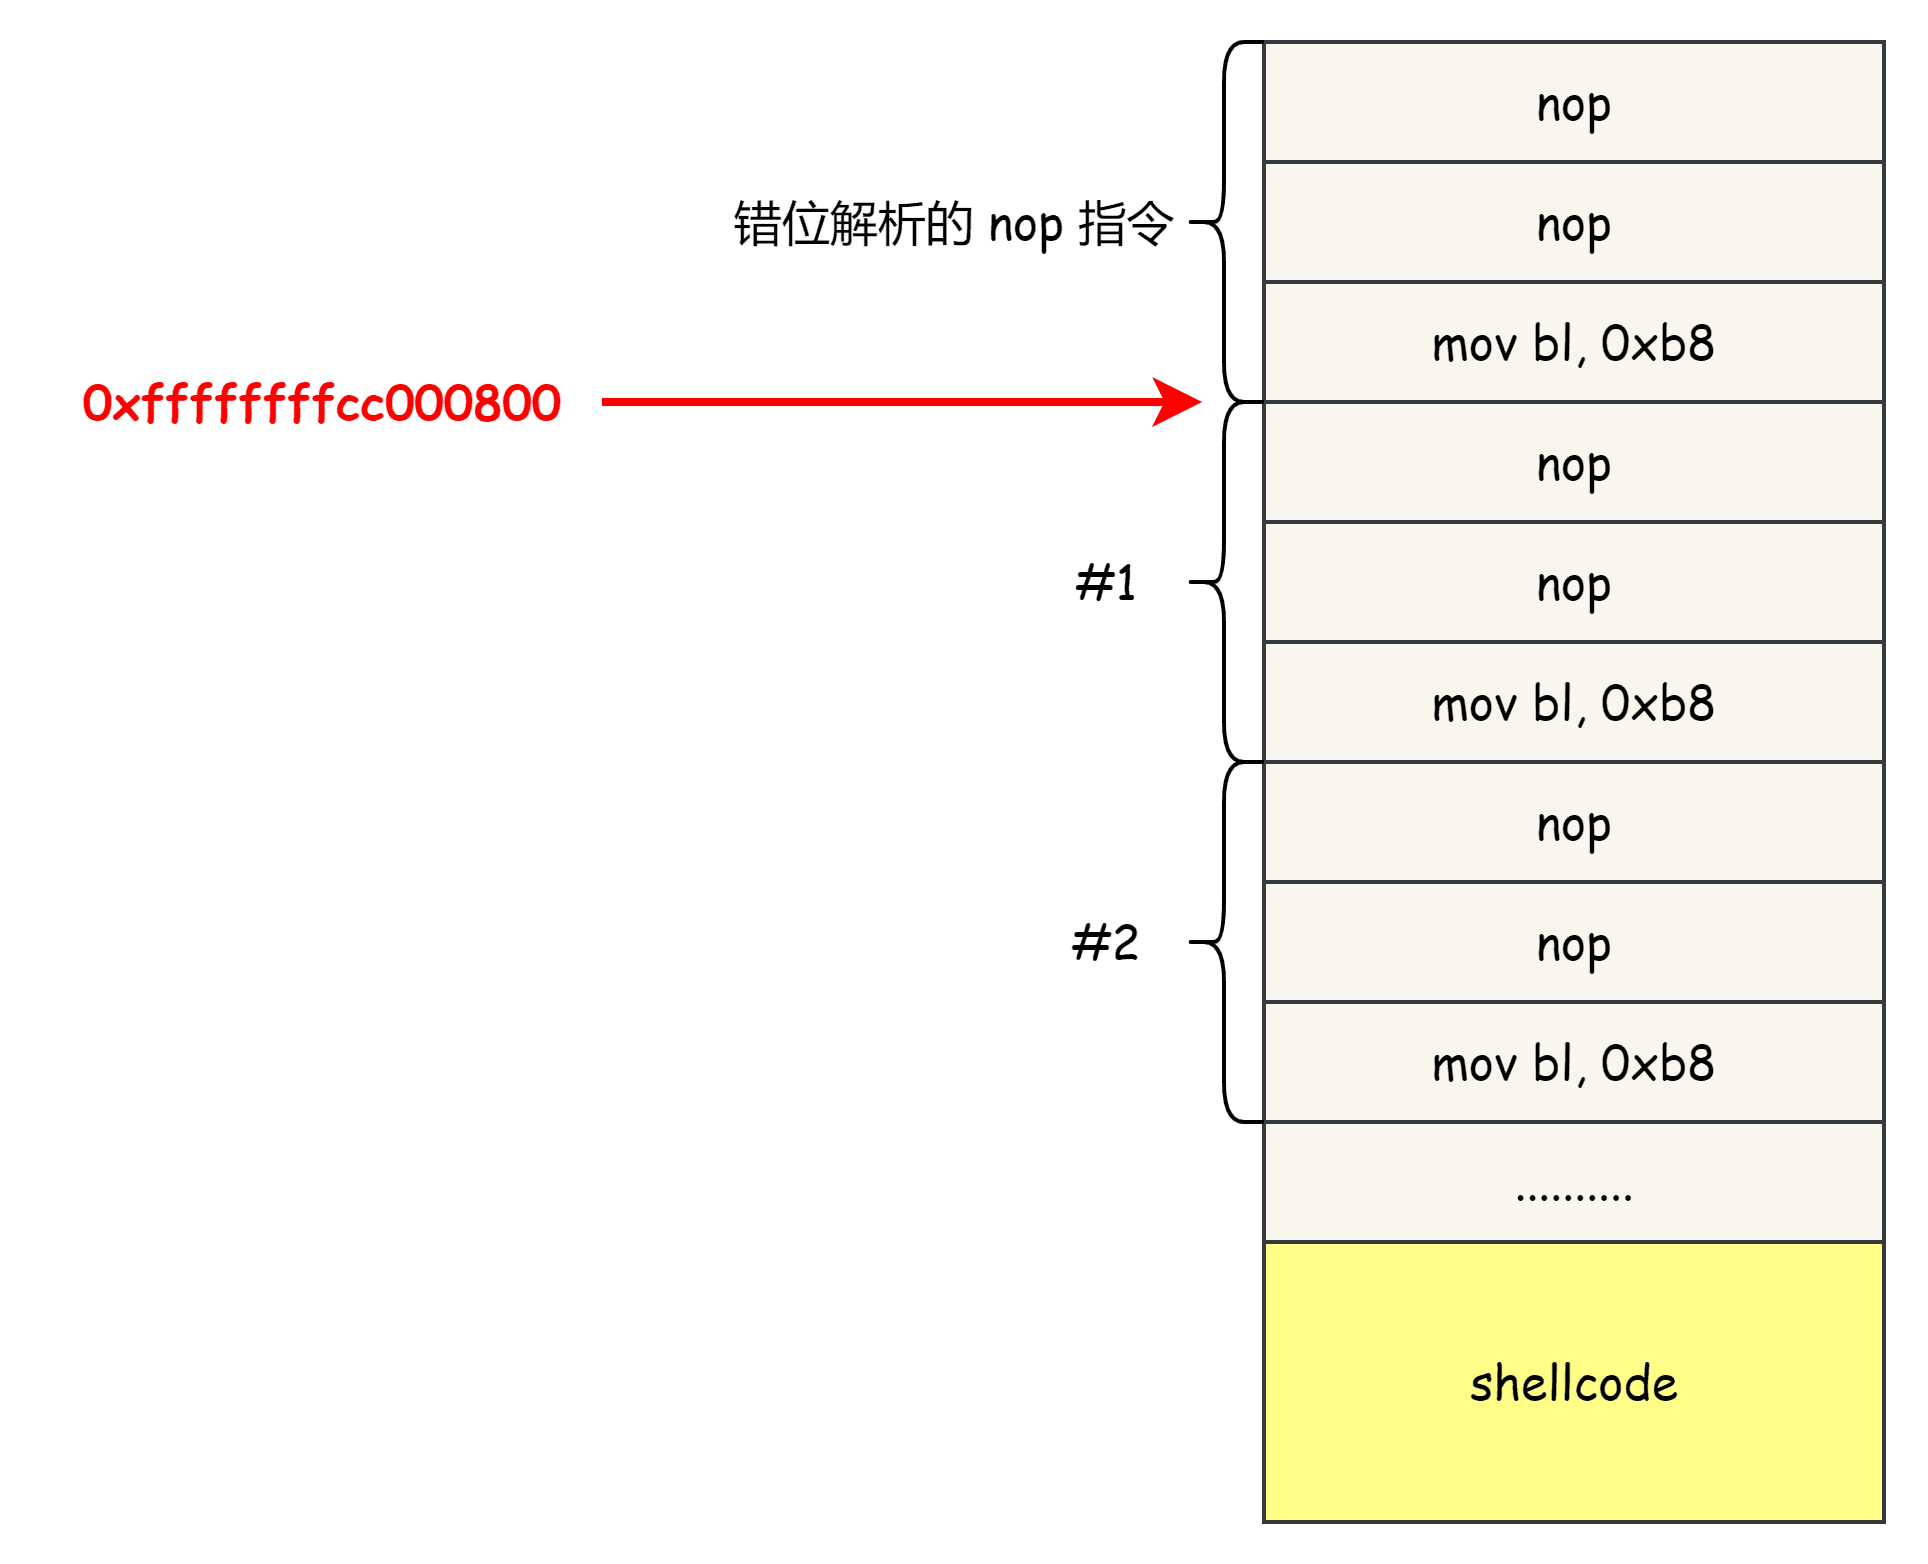 nop
nop
错位解析的 nop 指令
mov bl, 0xb8
0xffffffffcc000800
nop
#1
nop
mov bl, 0xb8
nop
#2
nop
mov bl, 0xb8
..........
shellcode